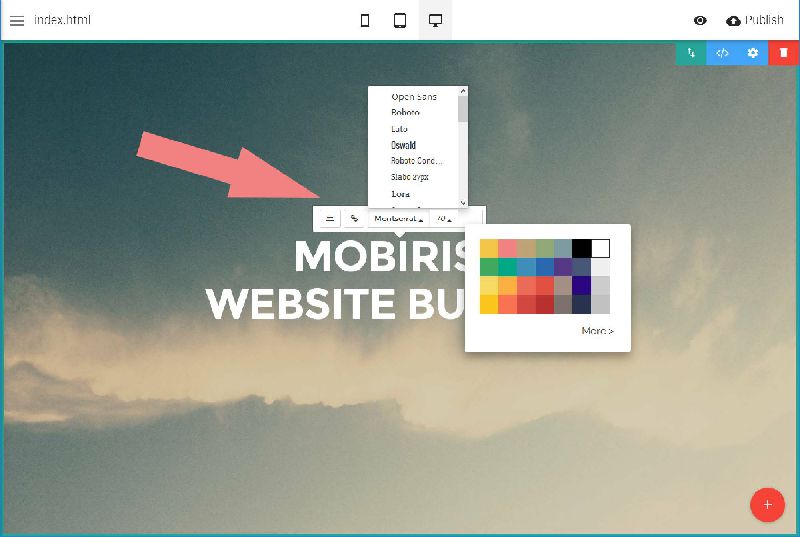 index.html
Publish
</>
Open Sans
Roboto
Lato
Oswald
Roboto Cond...
Slabo 27px
Lora
Montserrat
70
MOBIRIS
WEBSITE BU
More >